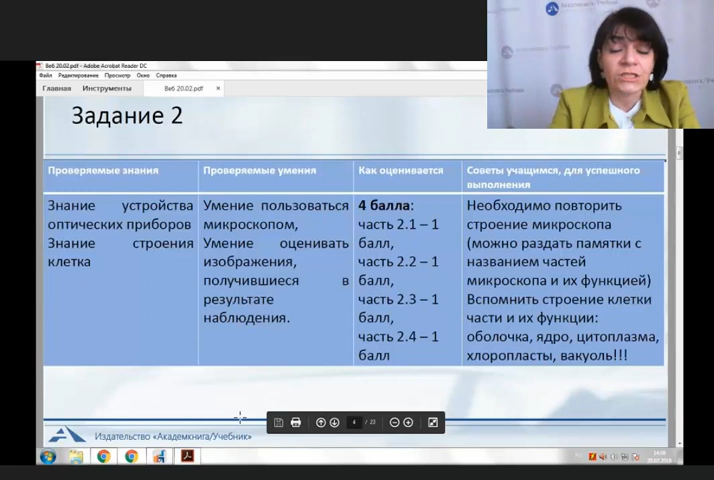 Веб 20.02.pdf - Adobe Acrobat Reader DC
Файл Редактирование Просмотр Окно Справка
Главная Инструменты Веб 20.02.pdf ×
Задание 2
Проверяемые знания
Проверяемые умения
Как оценивается
Советы учащимся, для успешного
выполнения
Знание устройства
оптических приборов
Знание строения
клетка
Умение пользоваться
микроскопом,
Умение оценивать
изображения,
получившиеся в
результате
наблюдения.
4 балла:
часть 2.1 – 1
балл,
часть 2.2 – 1
балл,
часть 2.3 – 1
балл,
часть 2.4 – 1
балл
Необходимо повторить
строение микроскопа
(можно раздать памятки с
названием частей
микроскопа и их функцией)
Вспомнить строение клетки
части и их функции:
оболочка, ядро, цитоплазма,
хлоропласты, вакуоль!!!
4 / 23
Издательство «Академкнига/Учебник»